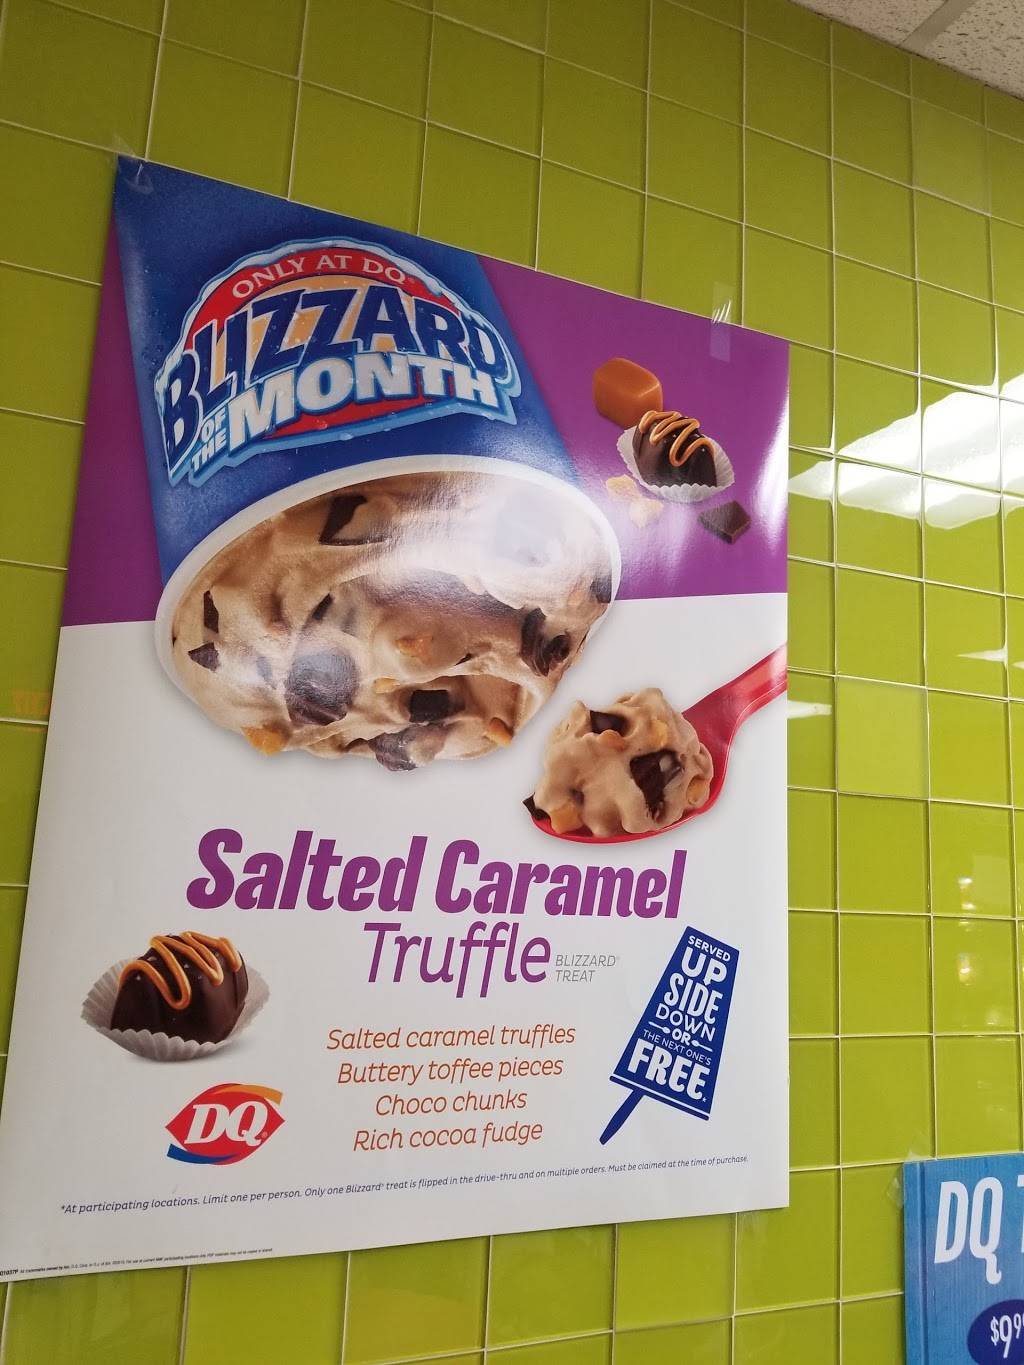 ONLY AT DQ®
BLIZZARD
OF THE MONTH
Salted Caramel
Truffle
BLIZZARD®
TREAT
SERVED
UP
SIDE
DOWN
OR
THE NEXT ONE'S
FREE.*
Salted caramel truffles
Buttery toffee pieces
Choco chunks
Rich cocoa fudge
DQ®
*At participating locations. Limit one per person. Only one Blizzard® treat is flipped in the drive-thru and on multiple orders. Must be claimed at the time of purchase.
DQ
$9